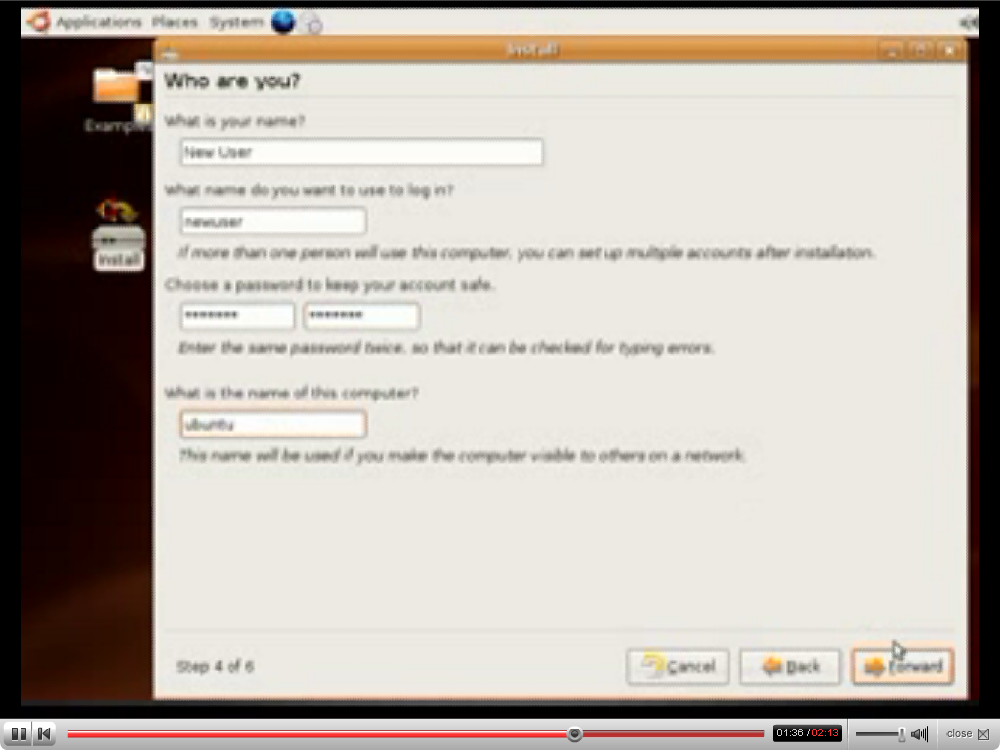 Applications Places System
Install
Who are you?
Examples
What is your name?
New User
What name do you want to use to log in?
newuser
If more than one person will use this computer, you can set up multiple accounts after installation.
Install
Choose a password to keep your account safe.
******* *******
Enter the same password twice, so that it can be checked for typing errors.
What is the name of this computer?
ubuntu
This name will be used if you make the computer visible to others on a network.
Step 4 of 6
Cancel Back Forward
01:36 / 02:13 close